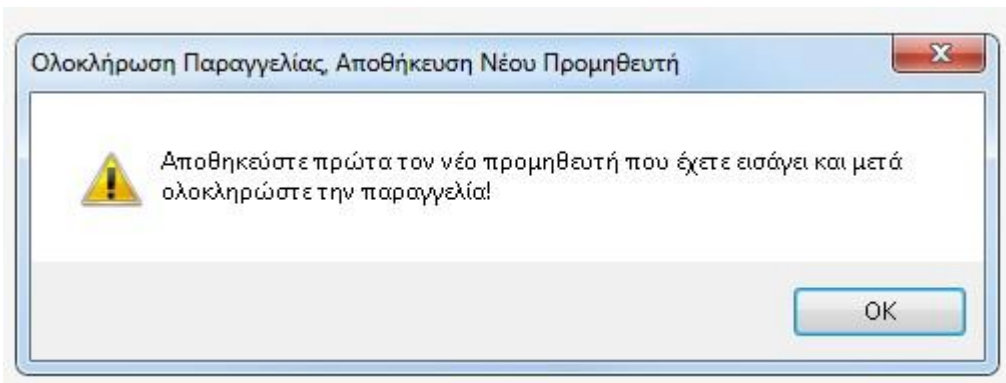 Ολοκλήρωση Παραγγελίας, Αποθήκευση Νέου Προμηθευτή
Αποθηκεύστε πρώτα τον νέο προμηθευτή που έχετε εισάγει και μετά
ολοκληρώστε την παραγγελία!
OK